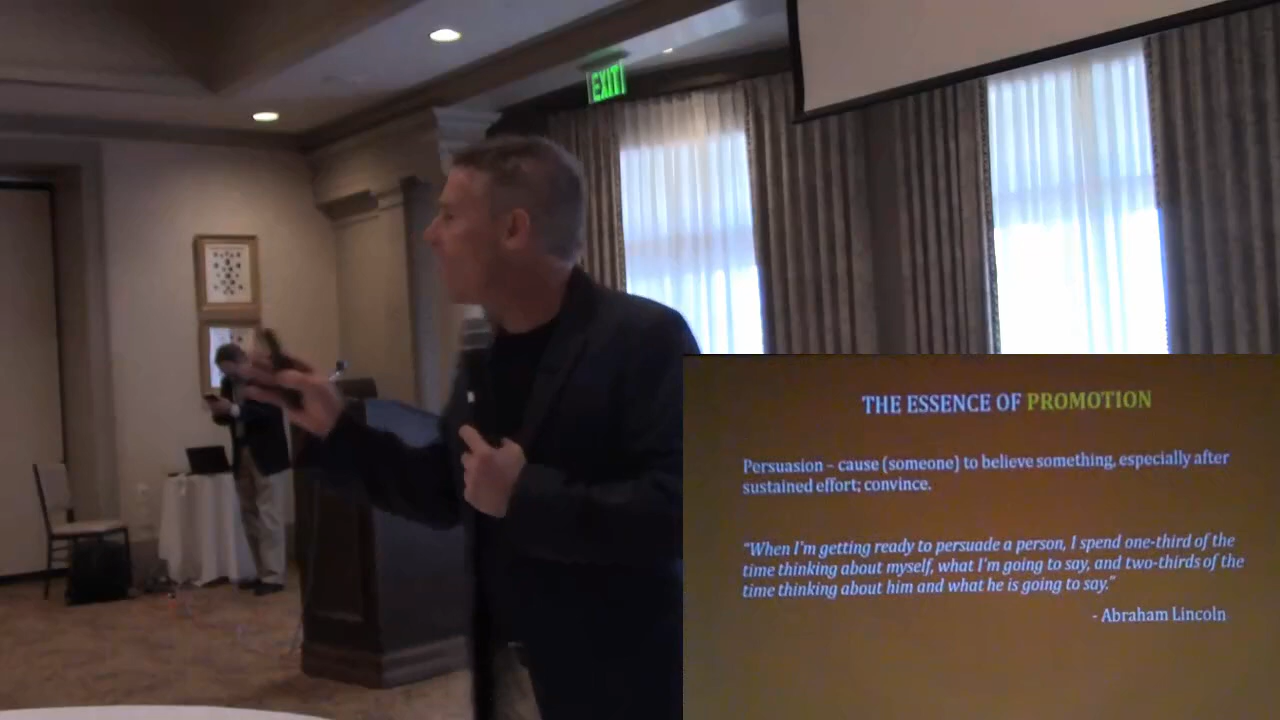 EXIT
THE ESSENCE OF PROMOTION
Persuasion – cause (someone) to believe something, especially after
sustained effort; convince.
"When I'm getting ready to persuade a person, I spend one-third of the
time thinking about myself, what I'm going to say, and two-thirds of the
time thinking about him and what he is going to say."
- Abraham Lincoln